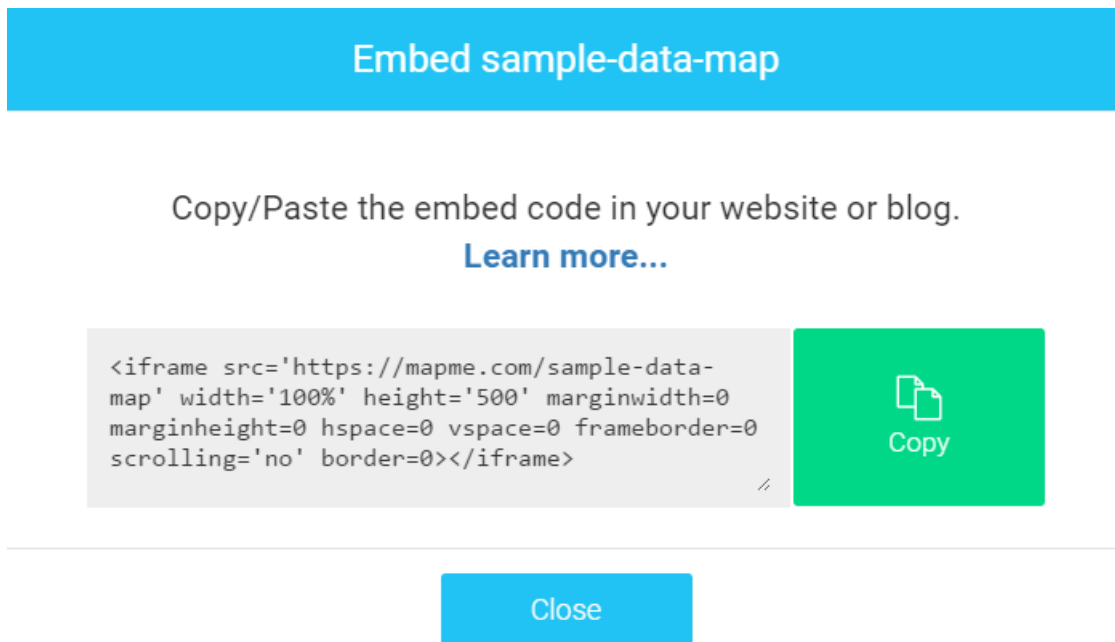 Embed sample-data-map
Copy/Paste the embed code in your website or blog.
Learn more...
<iframe src='https://mapme.com/sample-data-
map' width='100%' height='500' marginwidth=0
marginheight=0 hspace=0 vspace=0 frameborder=0
scrolling='no' border=0></iframe>
Copy
Close